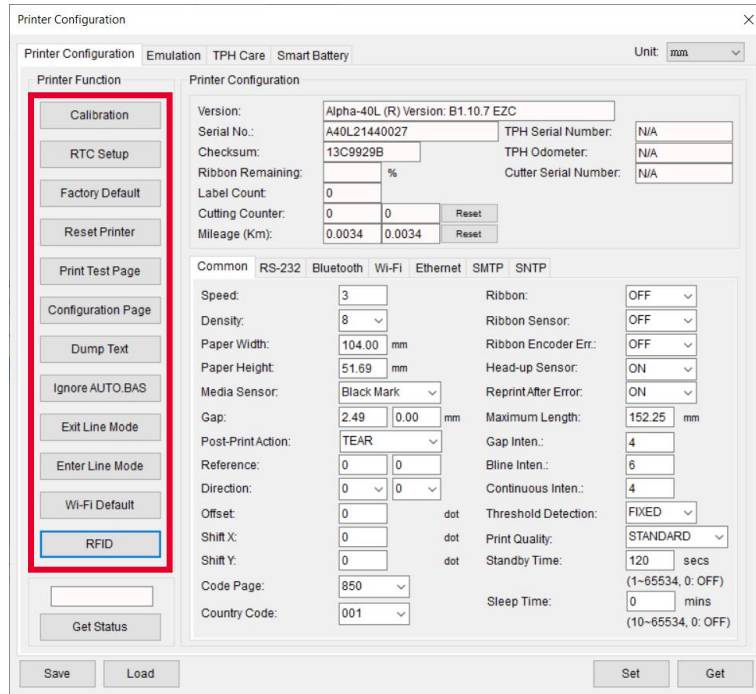 Printer Configuration
Printer Configuration Emulation TPH Care Smart Battery Unit: mm
Printer Function
Calibration
RTC Setup
Factory Default
Reset Printer
Print Test Page
Configuration Page
Dump Text
Ignore AUTO.BAS
Exit Line Mode
Enter Line Mode
Wi-Fi Default
RFID
Get Status
Printer Configuration
Version: Alpha-40L (R) Version: B1.10.7 EZC
Serial No.: A40L21440027 TPH Serial Number: N/A
Checksum: 13C9929B TPH Odometer: N/A
Ribbon Remaining: % Cutter Serial Number: N/A
Label Count: 0
Cutting Counter: 0 0 Reset
Mileage (Km): 0.0034 0.0034 Reset
Common RS-232 Bluetooth Wi-Fi Ethernet SMTP SNTP
Speed: 3 Ribbon: OFF
Density: 8 Ribbon Sensor: OFF
Paper Width: 104.00 mm Ribbon Encoder Err.: OFF
Paper Height: 51.69 mm Head-up Sensor: ON
Media Sensor: Black Mark Reprint After Error: ON
Gap: 2.49 0.00 mm Maximum Length: 152.25 mm
Post-Print Action: TEAR Gap Inten.: 4
Reference: 0 0 Bline Inten.: 6
Direction: 0 0 Continuous Inten.: 4
Offset: 0 dot Threshold Detection: FIXED
Shift X: 0 dot Print Quality: STANDARD
Shift Y: 0 dot Standby Time: 120 secs
(1~65534, 0: OFF)
Code Page: 850
Sleep Time: 0 mins
Country Code: 001
(10~65534, 0: OFF)
Save Load Set Get